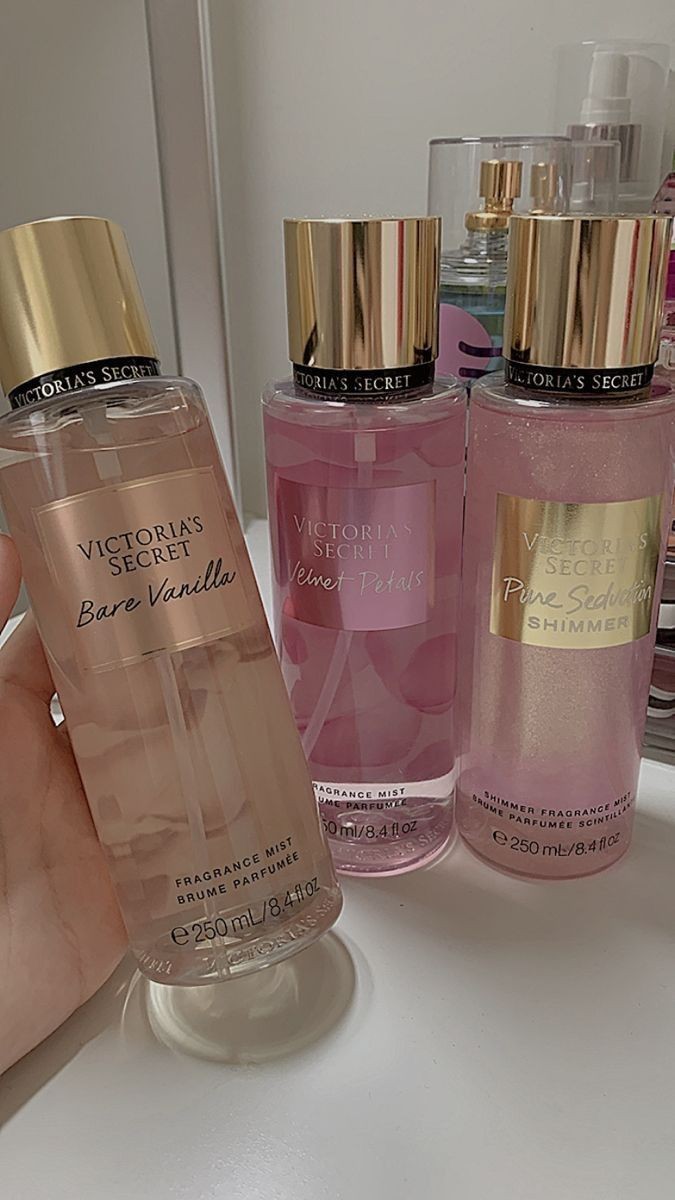 VICTORIA'S SECRET
VICTORIA'S
SECRET
Bare Vanilla
FRAGRANCE MIST
BRUME PARFUMÉE
℮250 mL/8.4 fl oz
VICTORIA'S SECRET
VICTORIA'S
SECRET
Velvet Petals
FRAGRANCE MIST
BRUME PARFUMÉE
50 ml/8.4 fl oz
VICTORIA'S SECRET
VICTORIA'S
SECRET
Pure Seduction
SHIMMER
SHIMMER FRAGRANCE MIST
BRUME PARFUMÉE SCINTILLANTE
℮250 mL/8.4 fl oz